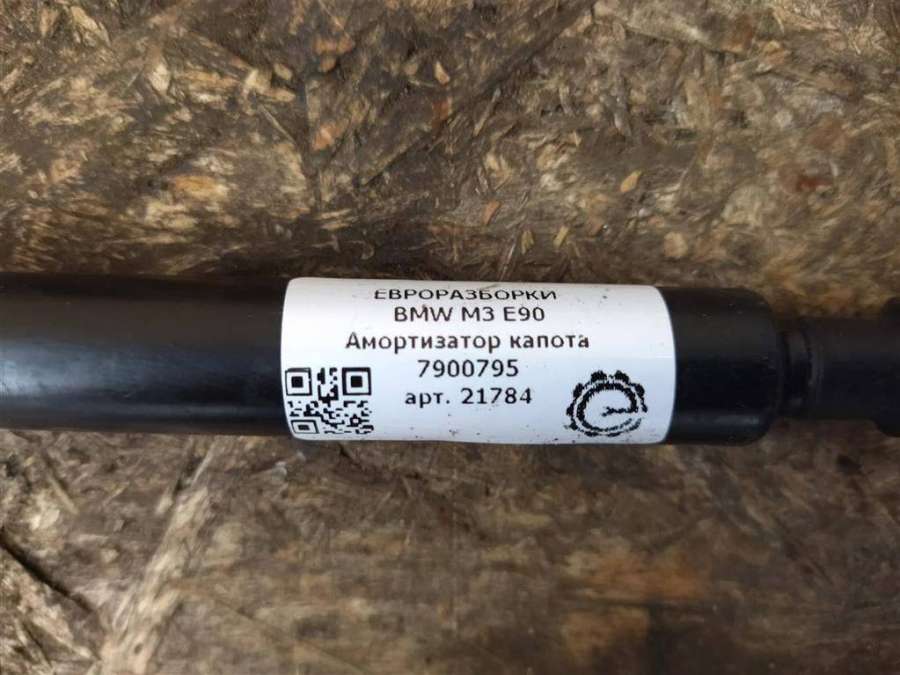 ЕВРОРАЗБОРКИ
BMW M3 E90
Амортизатор капота
7900795
арт. 21784